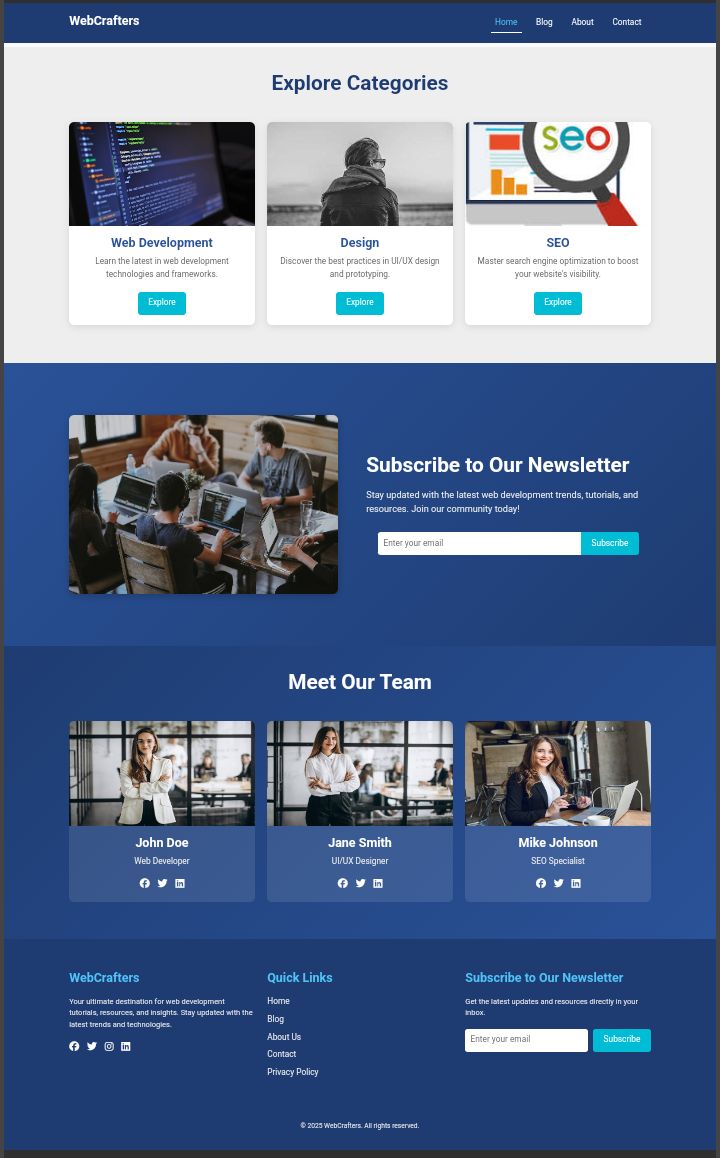 WebCrafters
Home Blog About Contact
Explore Categories
seo
Web Development
Learn the latest in web development
technologies and frameworks.
Explore
Design
Discover the best practices in UI/UX design
and prototyping.
Explore
SEO
Master search engine optimization to boost
your website's visibility.
Explore
Subscribe to Our Newsletter
Stay updated with the latest web development trends, tutorials, and
resources. Join our community today!
Enter your email Subscribe
Meet Our Team
John Doe
Web Developer
Jane Smith
UI/UX Designer
Mike Johnson
SEO Specialist
WebCrafters
Your ultimate destination for web development
tutorials, resources, and insights. Stay updated with the
latest trends and technologies.
Quick Links
Home
Blog
About Us
Contact
Privacy Policy
Subscribe to Our Newsletter
Get the latest updates and resources directly in your
inbox.
Enter your email Subscribe
© 2025 WebCrafters. All rights reserved.